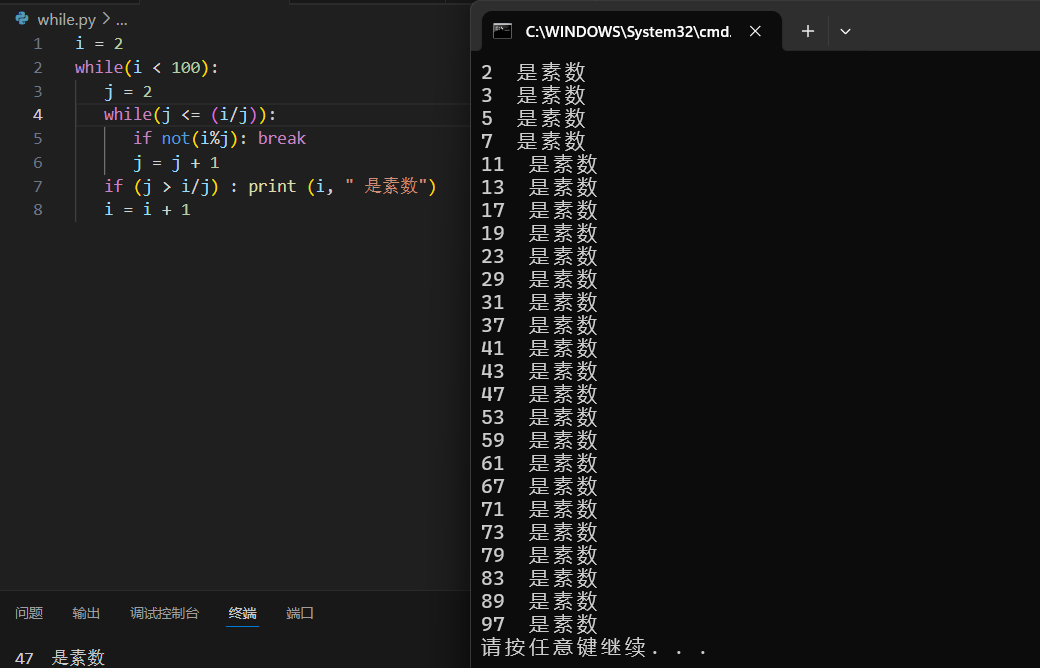 while.py > ...
1 i = 2
2 while(i < 100):
3 j = 2
4 while(j <= (i/j)):
5 if not(i%j): break
6 j = j + 1
7 if (j > i/j) : print (i, " 是素数")
8 i = i + 1
问题 输出 调试控制台 终端 端口
47 是素数
C:\WINDOWS\System32\cmd.
2 是素数
3 是素数
5 是素数
7 是素数
11 是素数
13 是素数
17 是素数
19 是素数
23 是素数
29 是素数
31 是素数
37 是素数
41 是素数
43 是素数
47 是素数
53 是素数
59 是素数
61 是素数
67 是素数
71 是素数
73 是素数
79 是素数
83 是素数
89 是素数
97 是素数
请按任意键继续. . .